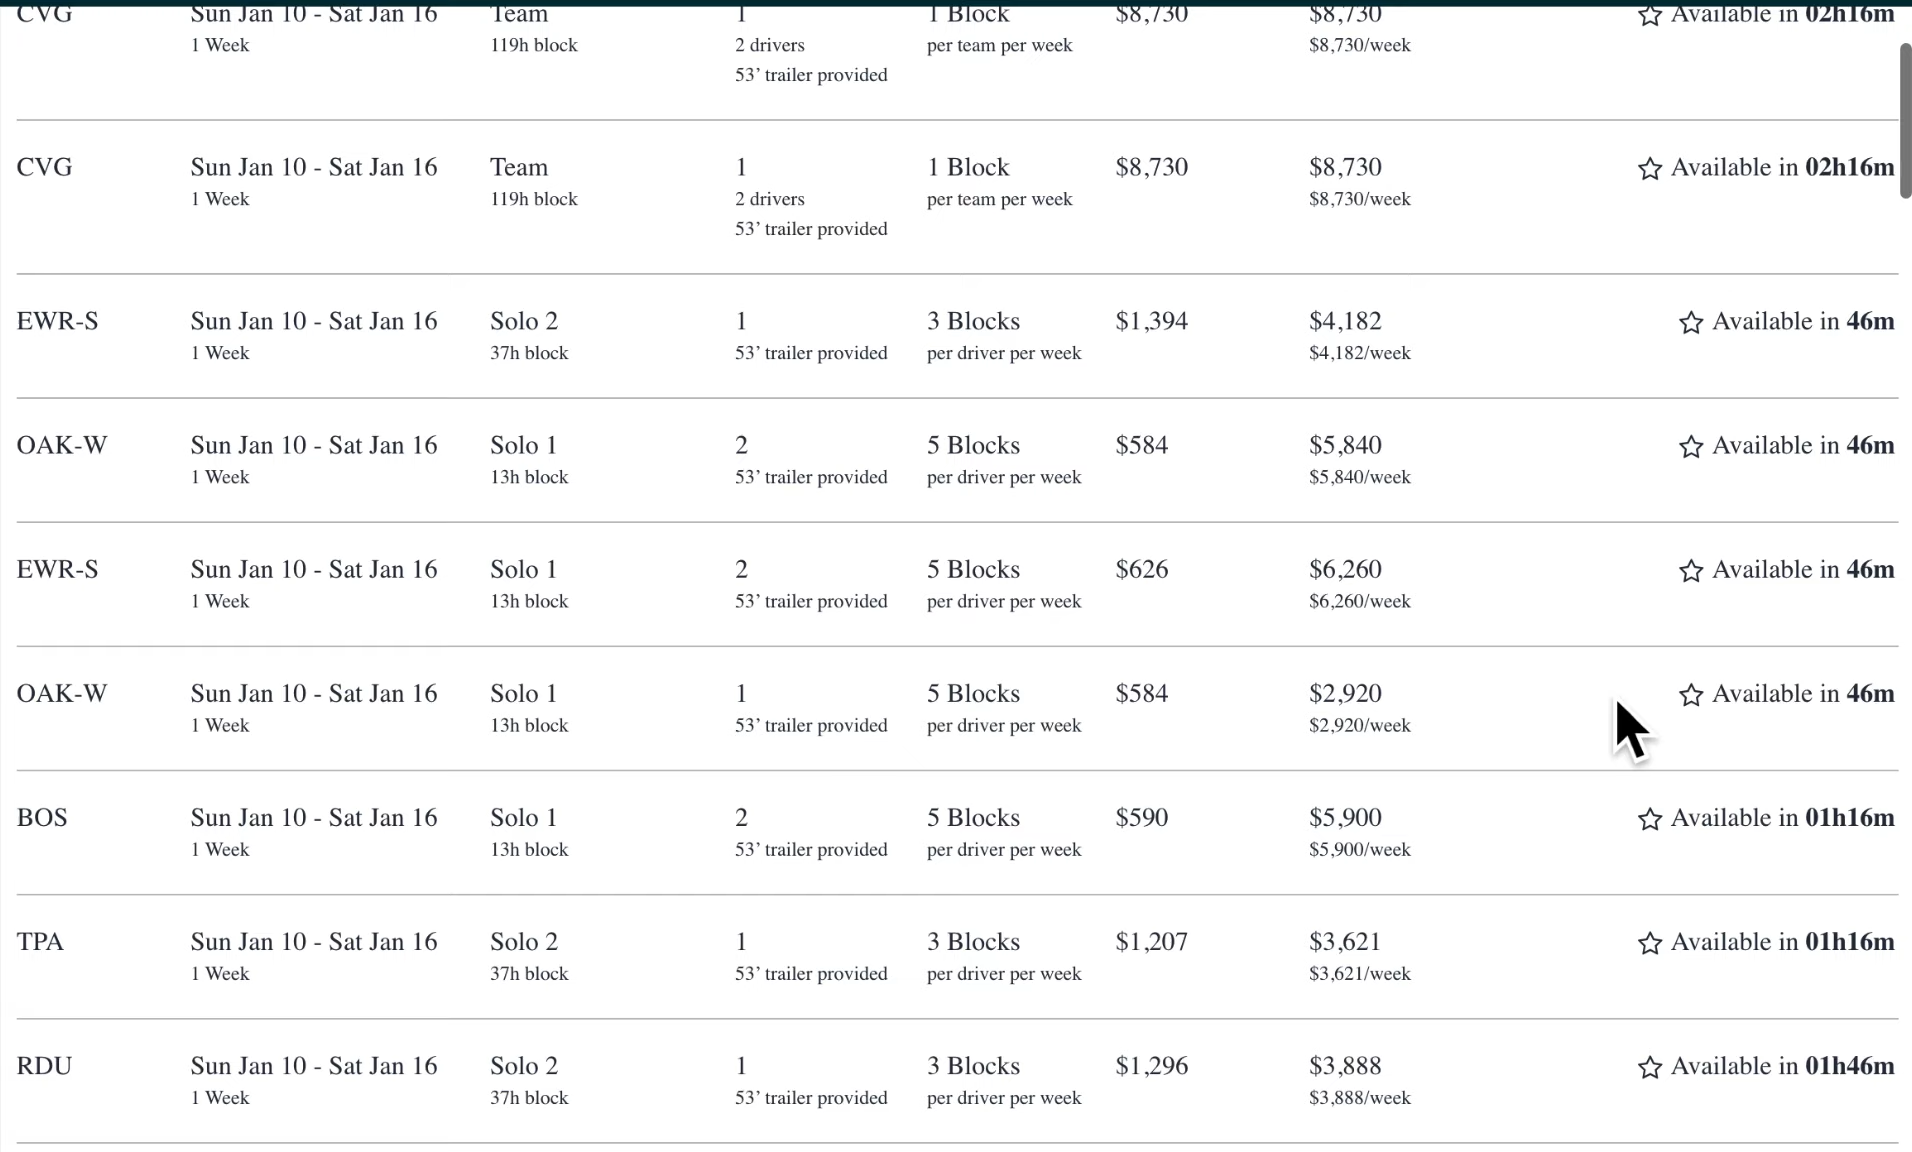 CVG Sun Jan 10 - Sat Jan 16 Team 1 1 Block $8,730 $8,730 Available in 02h16m
1 Week 119h block 2 drivers per team per week $8,730/week
53’ trailer provided
CVG Sun Jan 10 - Sat Jan 16 Team 1 1 Block $8,730 $8,730 Available in 02h16m
1 Week 119h block 2 drivers per team per week $8,730/week
53’ trailer provided
EWR-S Sun Jan 10 - Sat Jan 16 Solo 2 1 3 Blocks $1,394 $4,182 Available in 46m
1 Week 37h block 53’ trailer provided per driver per week $4,182/week
OAK-W Sun Jan 10 - Sat Jan 16 Solo 1 2 5 Blocks $584 $5,840 Available in 46m
1 Week 13h block 53’ trailer provided per driver per week $5,840/week
EWR-S Sun Jan 10 - Sat Jan 16 Solo 1 2 5 Blocks $626 $6,260 Available in 46m
1 Week 13h block 53’ trailer provided per driver per week $6,260/week
OAK-W Sun Jan 10 - Sat Jan 16 Solo 1 1 5 Blocks $584 $2,920 Available in 46m
1 Week 13h block 53’ trailer provided per driver per week $2,920/week
BOS Sun Jan 10 - Sat Jan 16 Solo 1 2 5 Blocks $590 $5,900 Available in 01h16m
1 Week 13h block 53’ trailer provided per driver per week $5,900/week
TPA Sun Jan 10 - Sat Jan 16 Solo 2 1 3 Blocks $1,207 $3,621 Available in 01h16m
1 Week 37h block 53’ trailer provided per driver per week $3,621/week
RDU Sun Jan 10 - Sat Jan 16 Solo 2 1 3 Blocks $1,296 $3,888 Available in 01h46m
1 Week 37h block 53’ trailer provided per driver per week $3,888/week